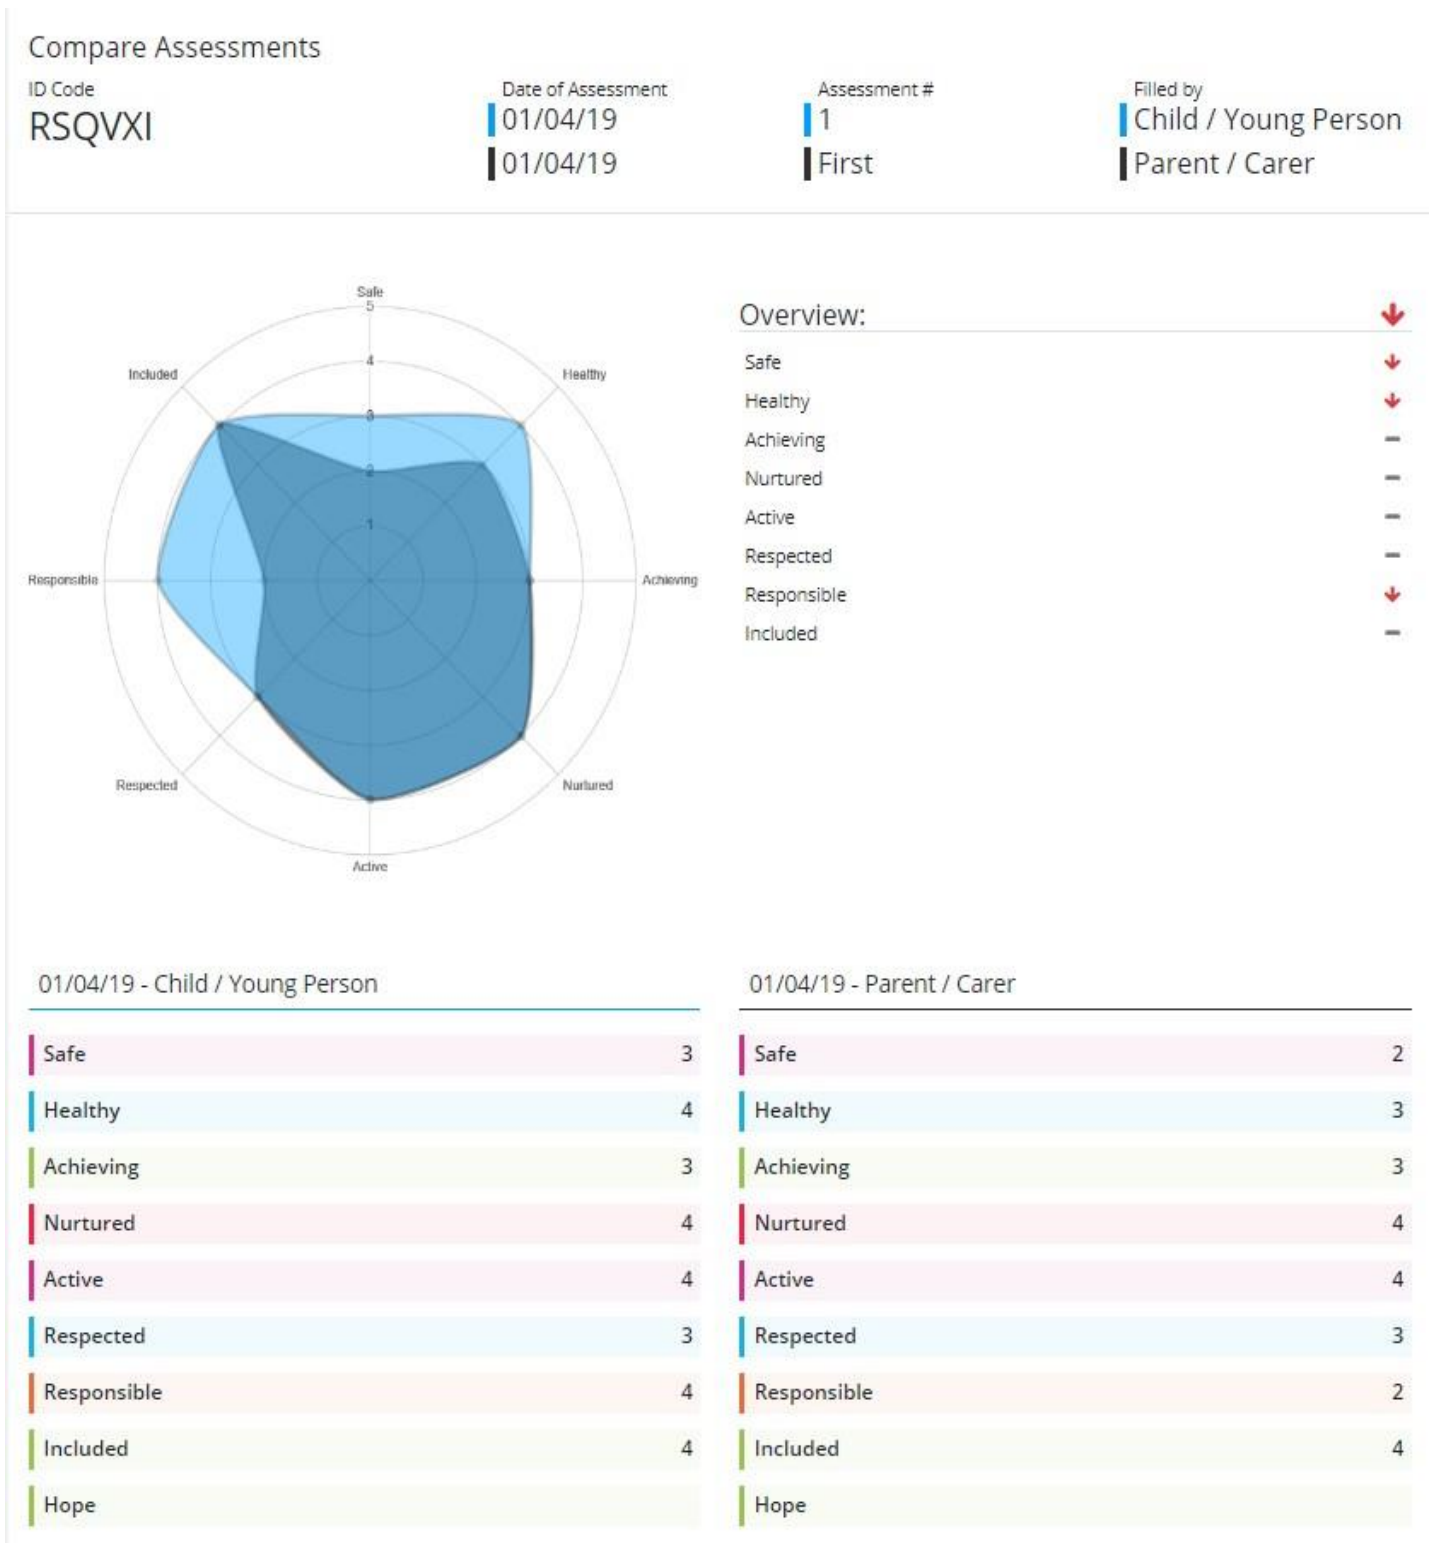 Compare Assessments
ID Code
RSQVXI
Date of Assessment
01/04/19
01/04/19
Assessment #
1
First
Filled by
Child / Young Person
Parent / Carer
Safe
5
4
3
2
1
Included
Healthy
Responsible
Achieving
Respected
Nurtured
Active
Overview:
Safe
Healthy
Achieving
Nurtured
Active
Respected
Responsible
Included
01/04/19 - Child / Young Person
Safe 3
Healthy 4
Achieving 3
Nurtured 4
Active 4
Respected 3
Responsible 4
Included 4
Hope
01/04/19 - Parent / Carer
Safe 2
Healthy 3
Achieving 3
Nurtured 4
Active 4
Respected 3
Responsible 2
Included 4
Hope